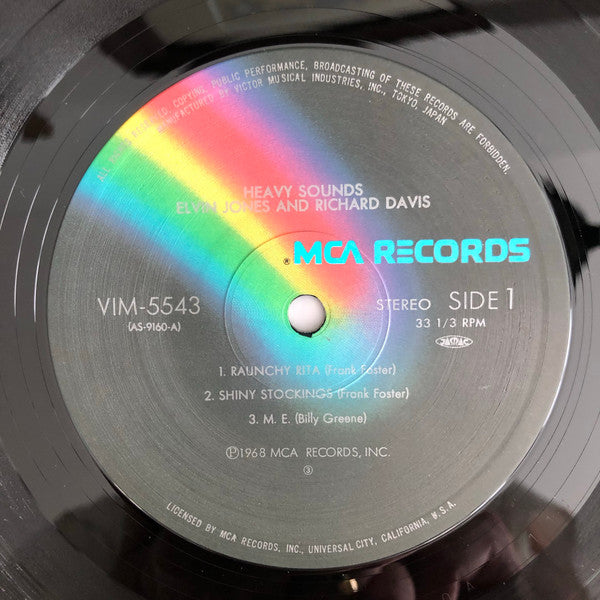 ALL RIGHTS RESERVED. COPYING, PUBLIC PERFORMANCE, BROADCASTING OF THESE RECORDS ARE FORBIDDEN.
MANUFACTURED BY VICTOR MUSICAL INDUSTRIES, INC., TOKYO, JAPAN
HEAVY SOUNDS
ELVIN JONES AND RICHARD DAVIS
® MCA RECORDS
VIM-5543 STEREO SIDE 1
(AS-9160-A) 33 1/3 RPM
JASRAC
1. RAUNCHY RITA (Frank Foster)
2. SHINY STOCKINGS (Frank Foster)
3. M. E. (Billy Greene)
Ⓟ1968 MCA RECORDS, INC.
③
LICENSED BY MCA RECORDS, INC., UNIVERSAL CITY, CALIFORNIA, U.S.A.